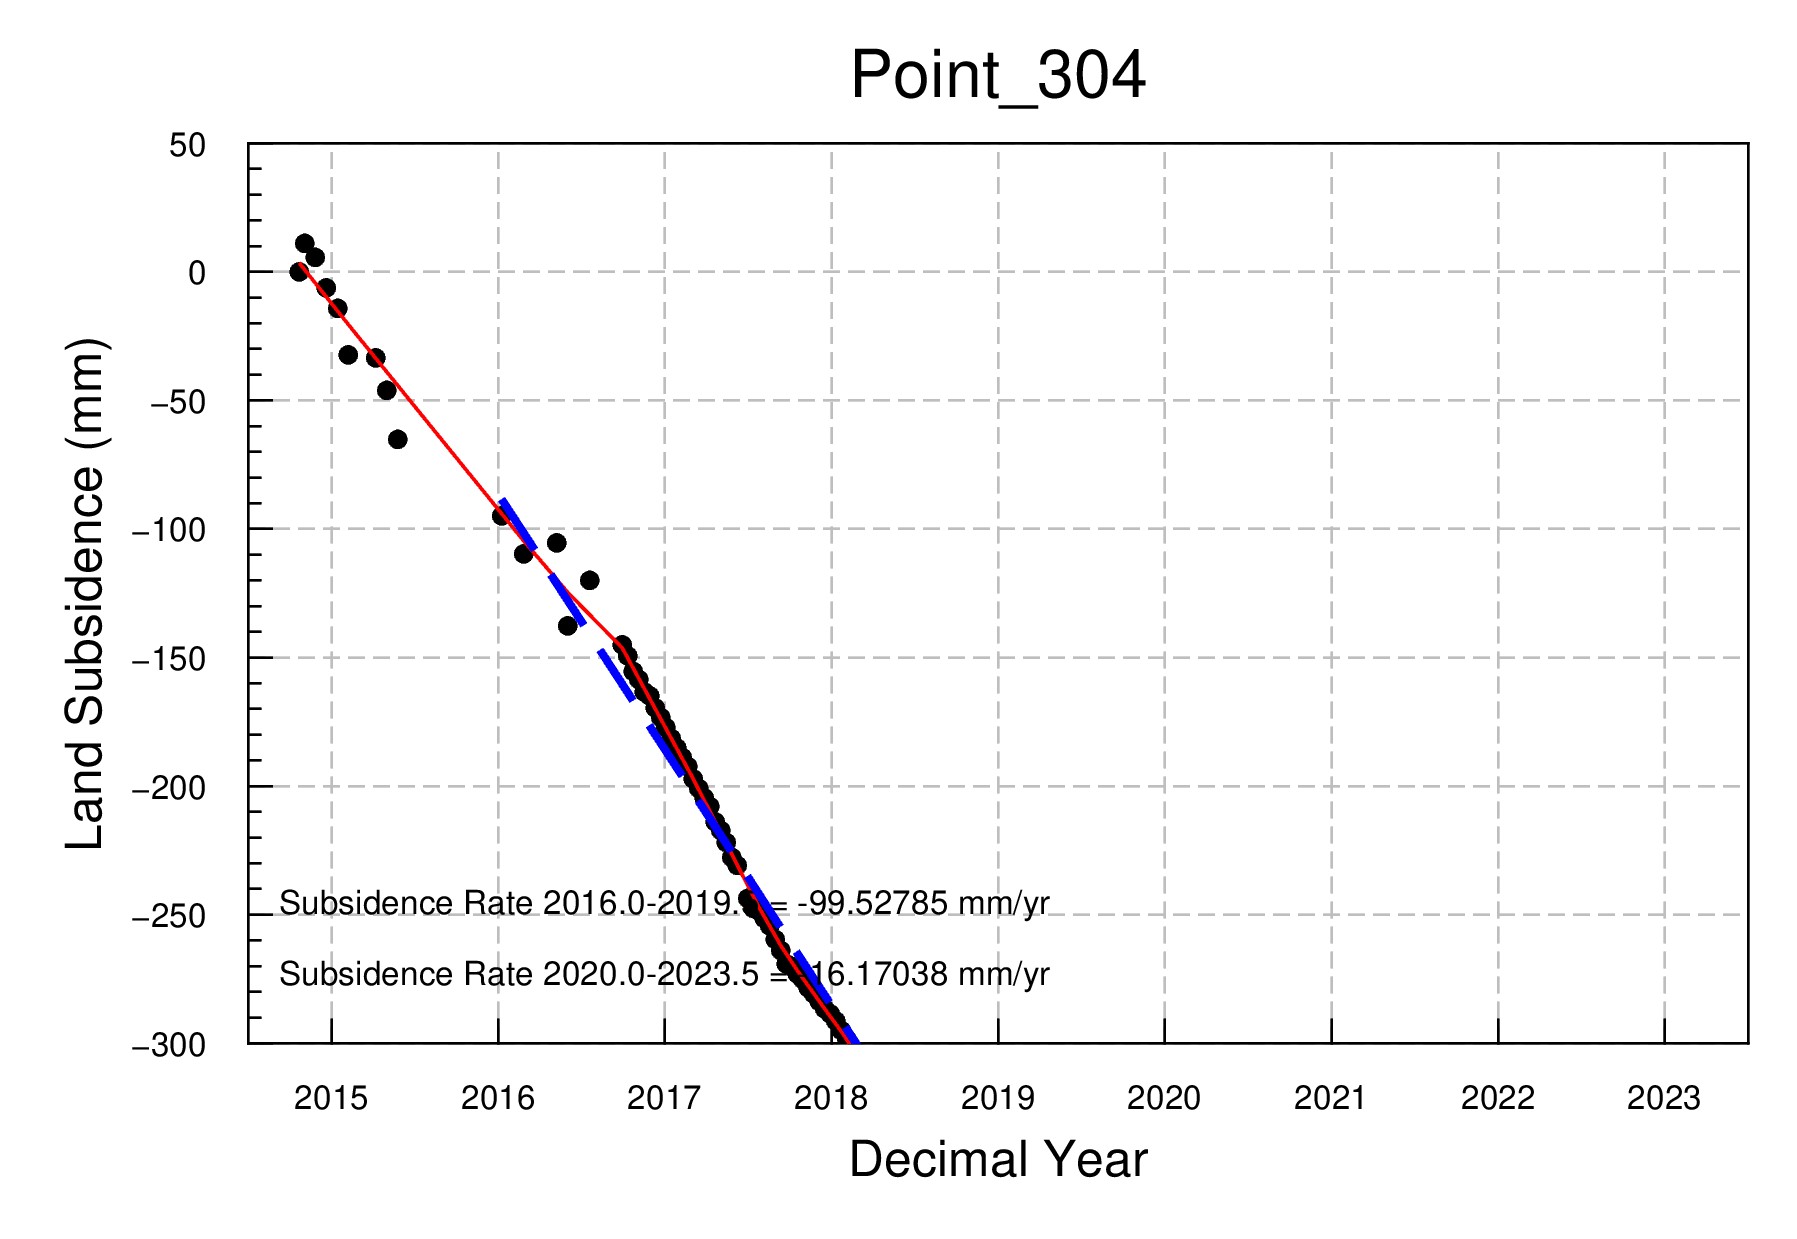 Point_304
50
0
−50
−100
−150
−200
−250
−300
Land Subsidence (mm)
Subsidence Rate 2016.0-2019. = -99.52785 mm/yr
Subsidence Rate 2020.0-2023.5 = 16.17038 mm/yr
2015 2016 2017 2018 2019 2020 2021 2022 2023
Decimal Year